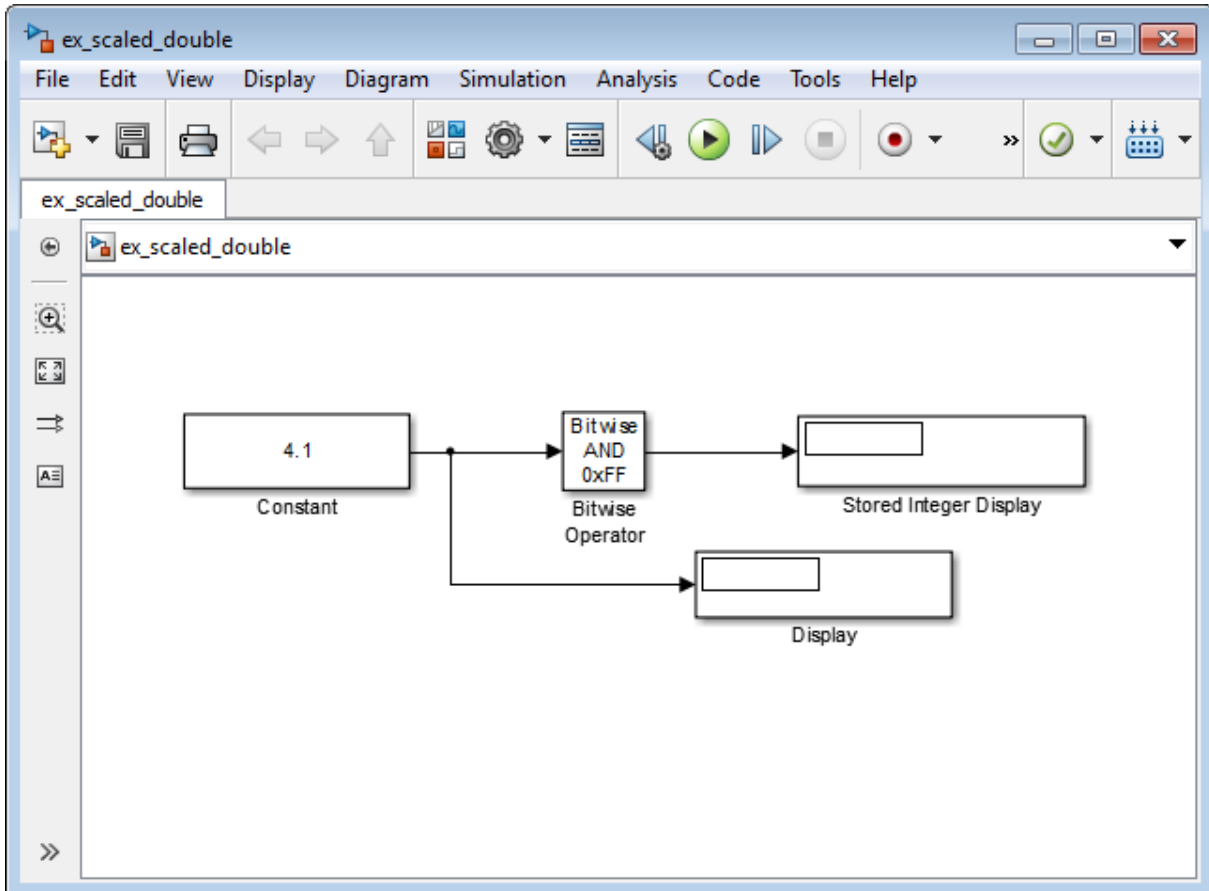 ex_scaled_double
File Edit View Display Diagram Simulation Analysis Code Tools Help
»
ex_scaled_double
ex_scaled_double
4.1
Constant
Bitwise
AND
0xFF
Bitwise
Operator
Stored Integer Display
Display
»